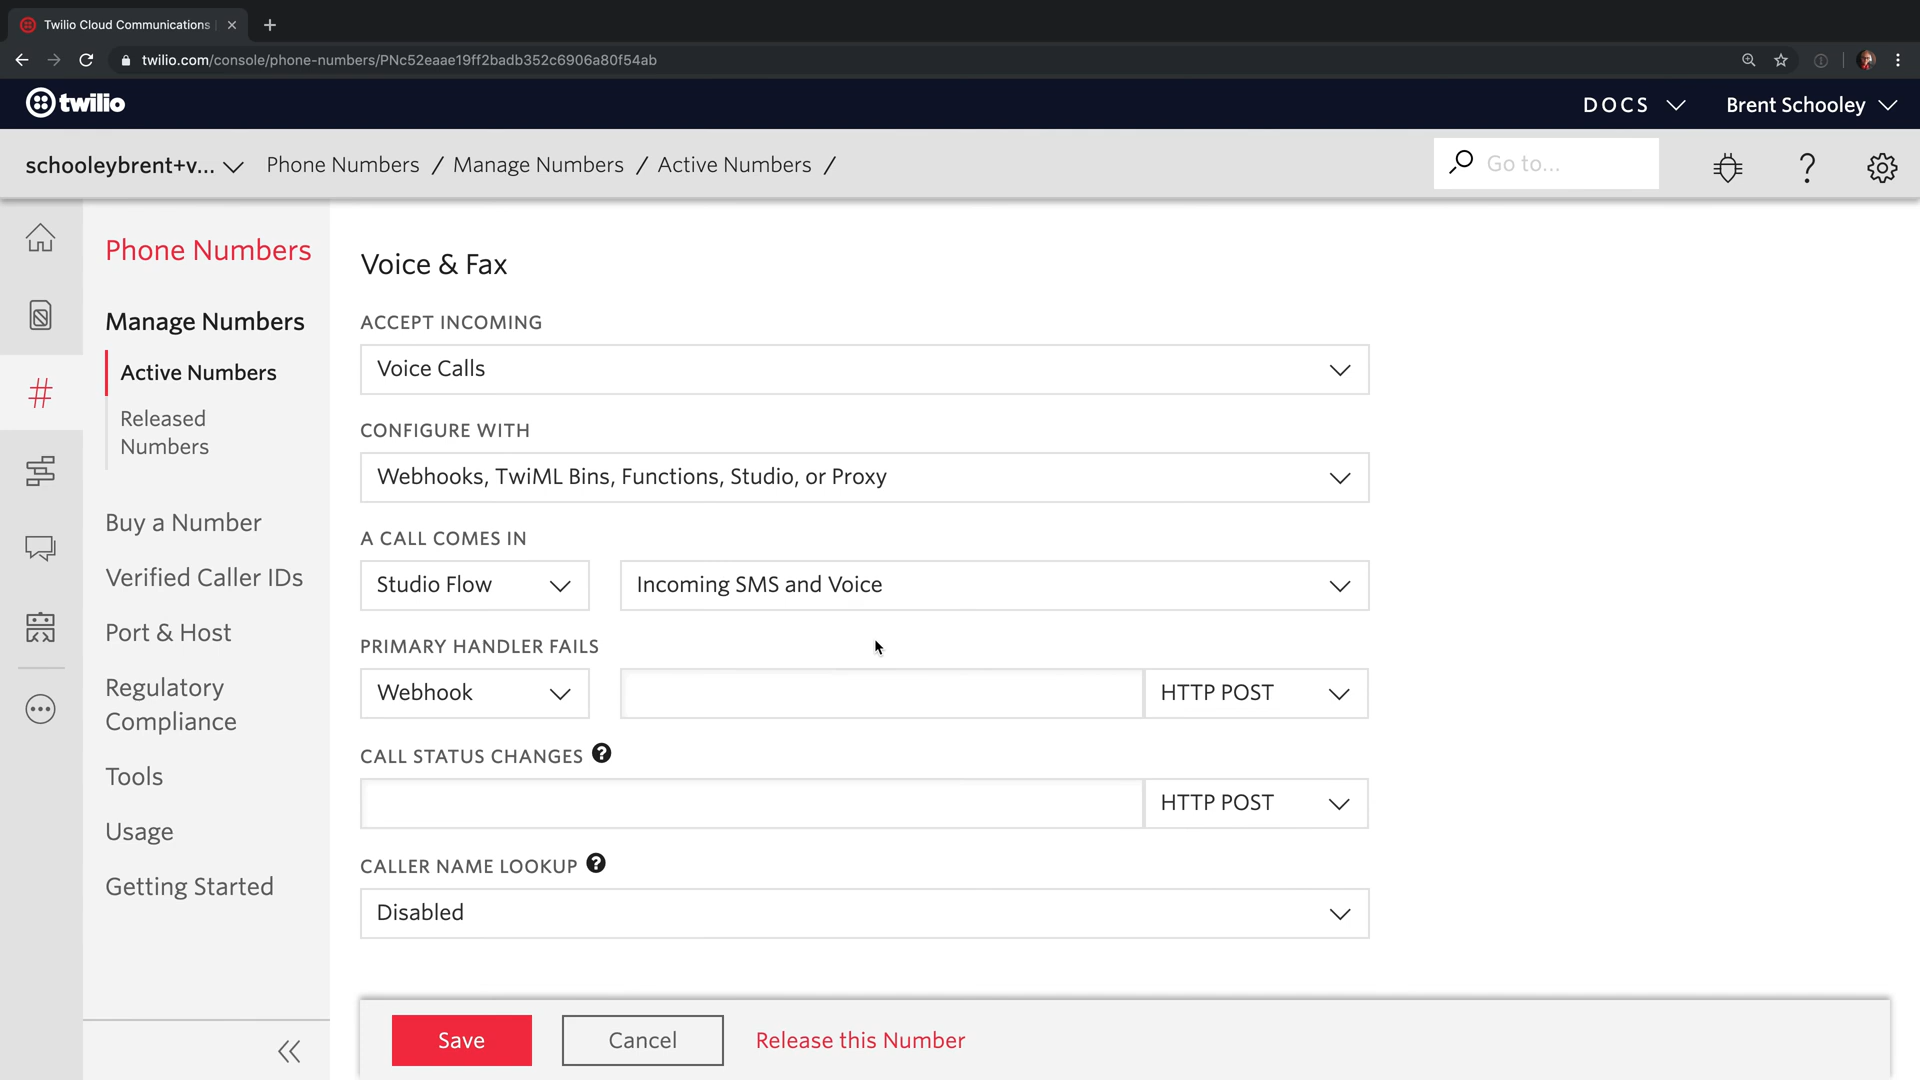 Twilio Cloud Communications |
twilio.com/console/phone-numbers/PNc52eaae19ff2badb352c6906a80f54ab
twilio
DOCS
Brent Schooley
schooleybrent+v...
Phone Numbers / Manage Numbers / Active Numbers /
Go to...
Phone Numbers
Manage Numbers
Active Numbers
Released
Numbers
Buy a Number
Verified Caller IDs
Port & Host
Regulatory
Compliance
Tools
Usage
Getting Started
Voice & Fax
ACCEPT INCOMING
Voice Calls
CONFIGURE WITH
Webhooks, TwiML Bins, Functions, Studio, or Proxy
A CALL COMES IN
Studio Flow
Incoming SMS and Voice
PRIMARY HANDLER FAILS
Webhook
HTTP POST
CALL STATUS CHANGES
HTTP POST
CALLER NAME LOOKUP
Disabled
Save
Cancel
Release this Number